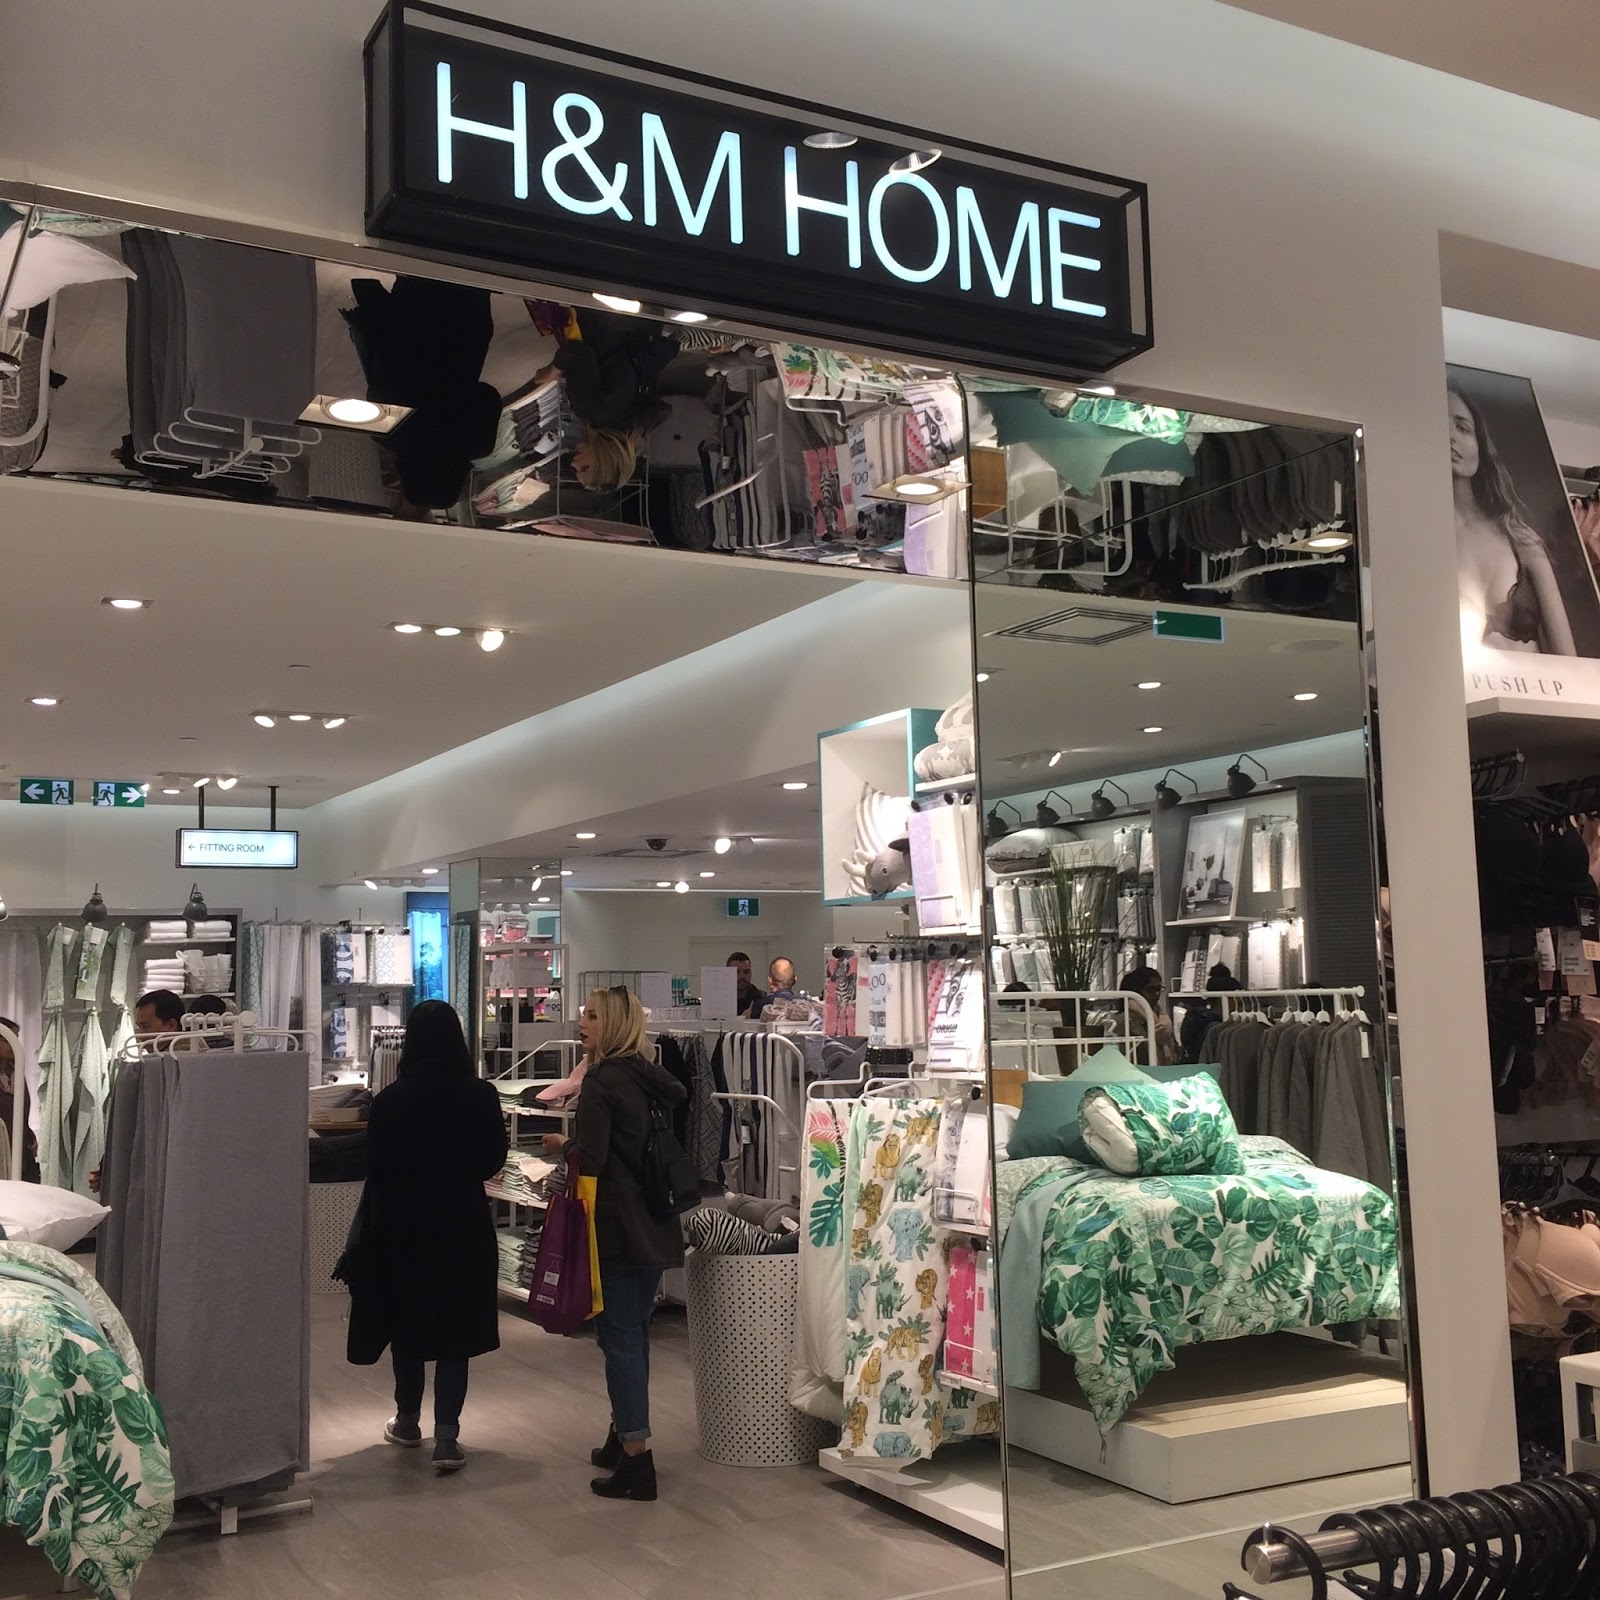 H&M HOME
PUSH-UP
← FITTING ROOM